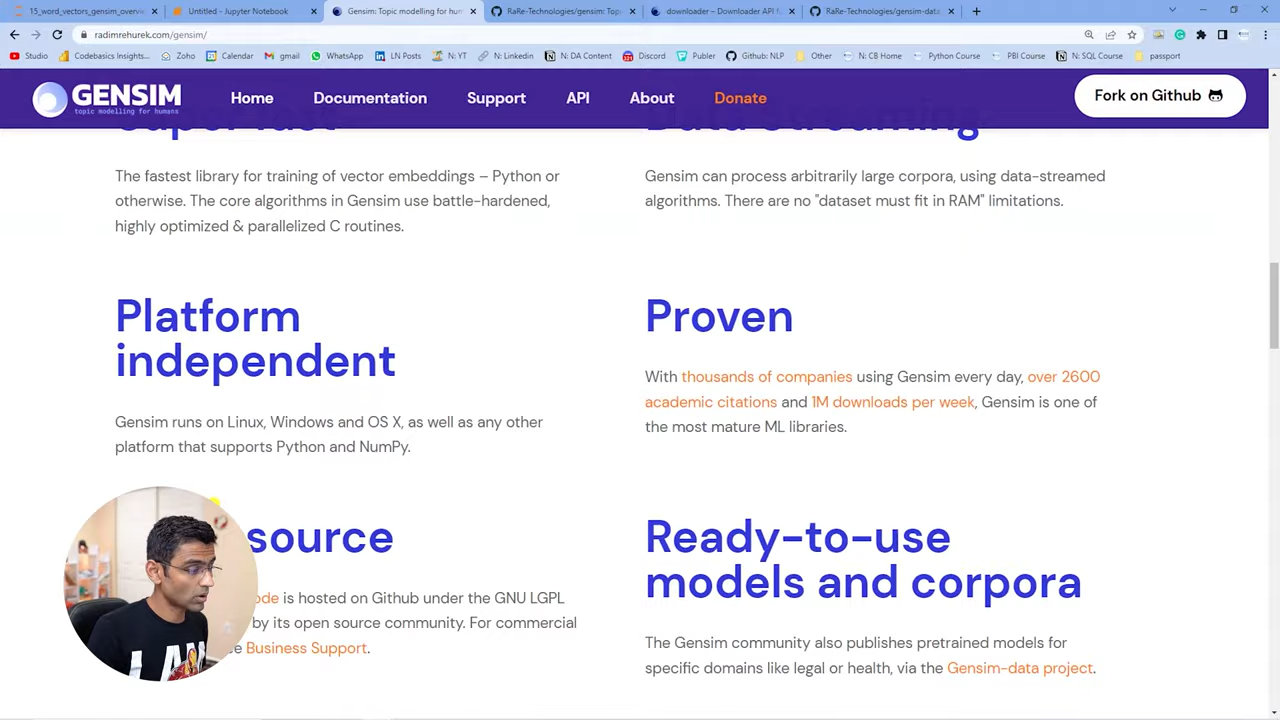 15_word_vectors_gensim_overvie
Untitled - Jupyter Notebook
Gensim: Topic modelling for hum
RaRe-Technologies/gensim: Top
downloader – Downloader API f
RaRe-Technologies/gensim-dat
radimrehurek.com/gensim/
Studio
Codebasics Insights...
Zoho
Calendar
gmail
WhatsApp
LN Posts
N: YT
N: Linkedin
N: DA Content
Discord
Publer
Github: NLP
Other
N: CB Home
Python Course
PBI Course
N: SQL Course
passport
GENSIM
topic modelling for humans
Home
Documentation
Support
API
About
Donate
Fork on Github
Super fast
The fastest library for training of vector embeddings – Python or
otherwise. The core algorithms in Gensim use battle-hardened,
highly optimized & parallelized C routines.
Data Streaming
Gensim can process arbitrarily large corpora, using data-streamed
algorithms. There are no "dataset must fit in RAM" limitations.
Platform
independent
Gensim runs on Linux, Windows and OS X, as well as any other
platform that supports Python and NumPy.
Proven
With thousands of companies using Gensim every day, over 2600
academic citations and 1M downloads per week, Gensim is one of
the most mature ML libraries.
source
ode is hosted on Github under the GNU LGPL
by its open source community. For commercial
e Business Support.
Ready-to-use
models and corpora
The Gensim community also publishes pretrained models for
specific domains like legal or health, via the Gensim-data project.
I AM